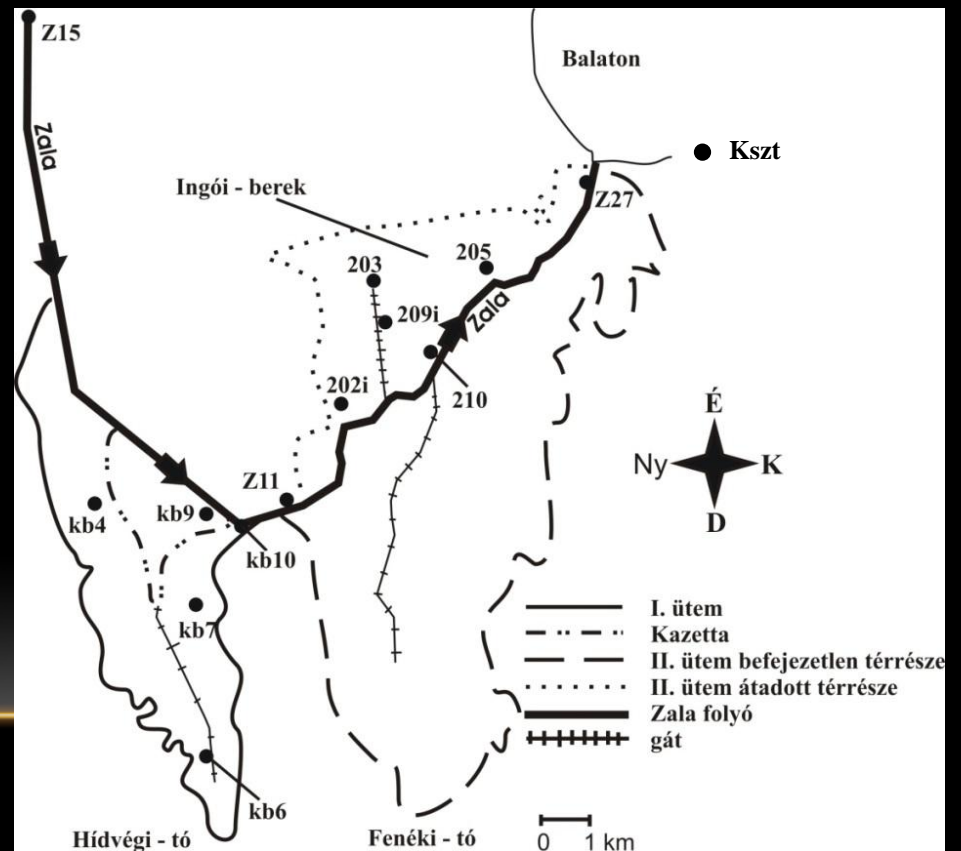 Z15
Balaton
Zala
Kszt
Ingói - berek
Z27
205
203
209i
Zala
202i
210
É
Ny
K
D
Z11
kb4
kb9
kb10
kb7
I. ütem
Kazetta
II. ütem befejezetlen térrésze
II. ütem átadott térrésze
Zala folyó
gát
kb6
Hídvégi - tó
Fenéki - tó
0 1 km